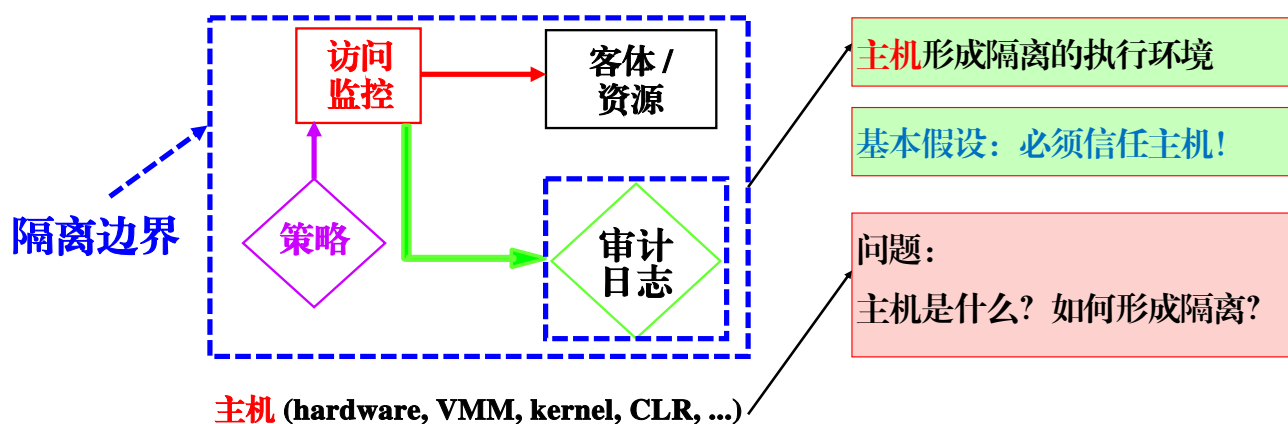 访问
监控
客体 /
资源
策略
审计
日志
隔离边界
主机 (hardware, VMM, kernel, CLR, ...)
主机形成隔离的执行环境
基本假设：必须信任主机！
问题：
主机是什么？如何形成隔离？